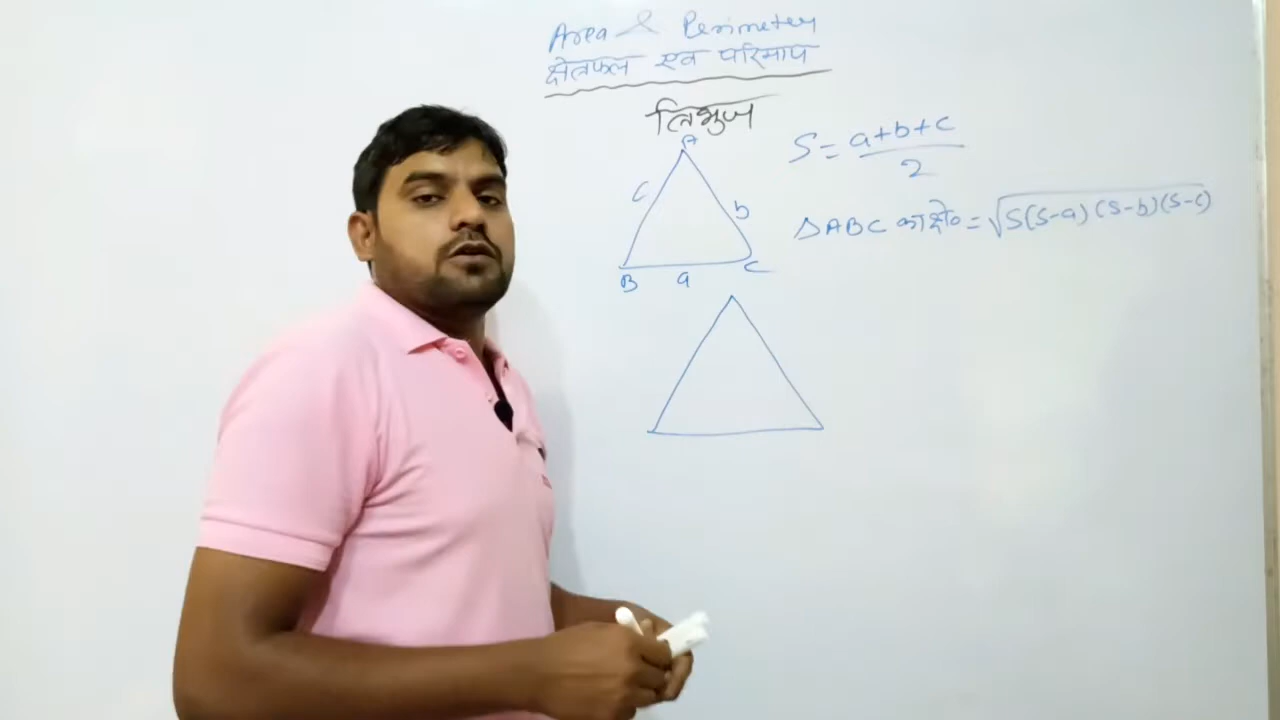 Area & Perimeter
क्षेत्रफल एवं परिमाप
त्रिभुज
A
c
b
B
a
C
S = a+b+c / 2
△ABC का क्षे० = √S(S-a)(S-b)(S-c)